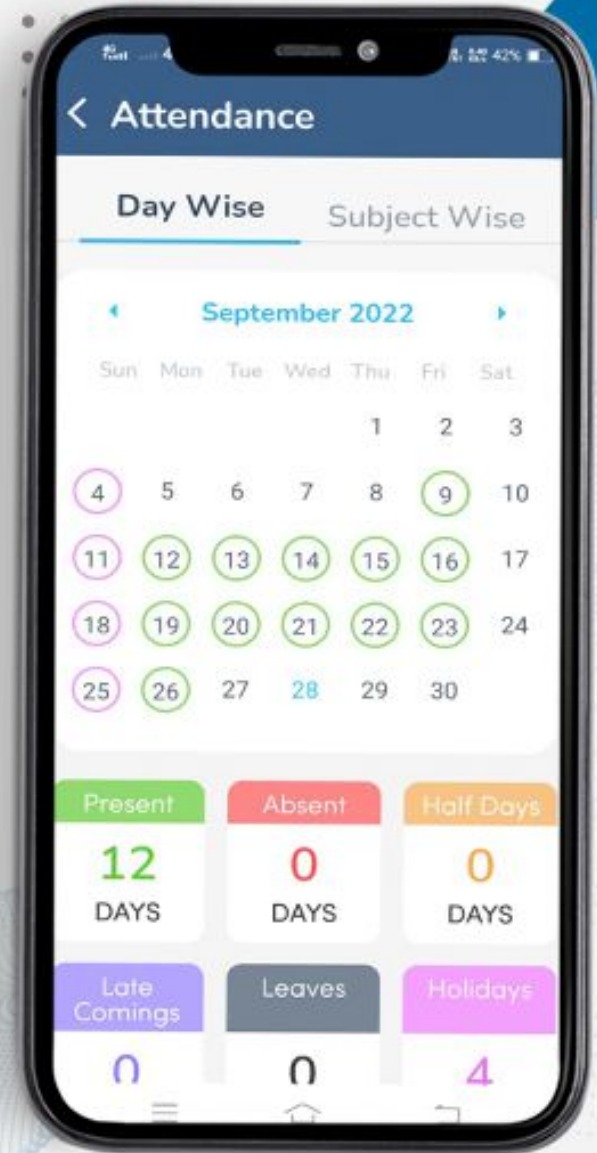 42%
Attendance
Day Wise Subject Wise
September 2022
Sun Mon Tue Wed Thu Fri Sat
1 2 3
4 5 6 7 8 9 10
11 12 13 14 15 16 17
18 19 20 21 22 23 24
25 26 27 28 29 30
Present Absent Half Days
12 0 0
DAYS DAYS DAYS
Late Leaves Holidays
Comings
0 0 4